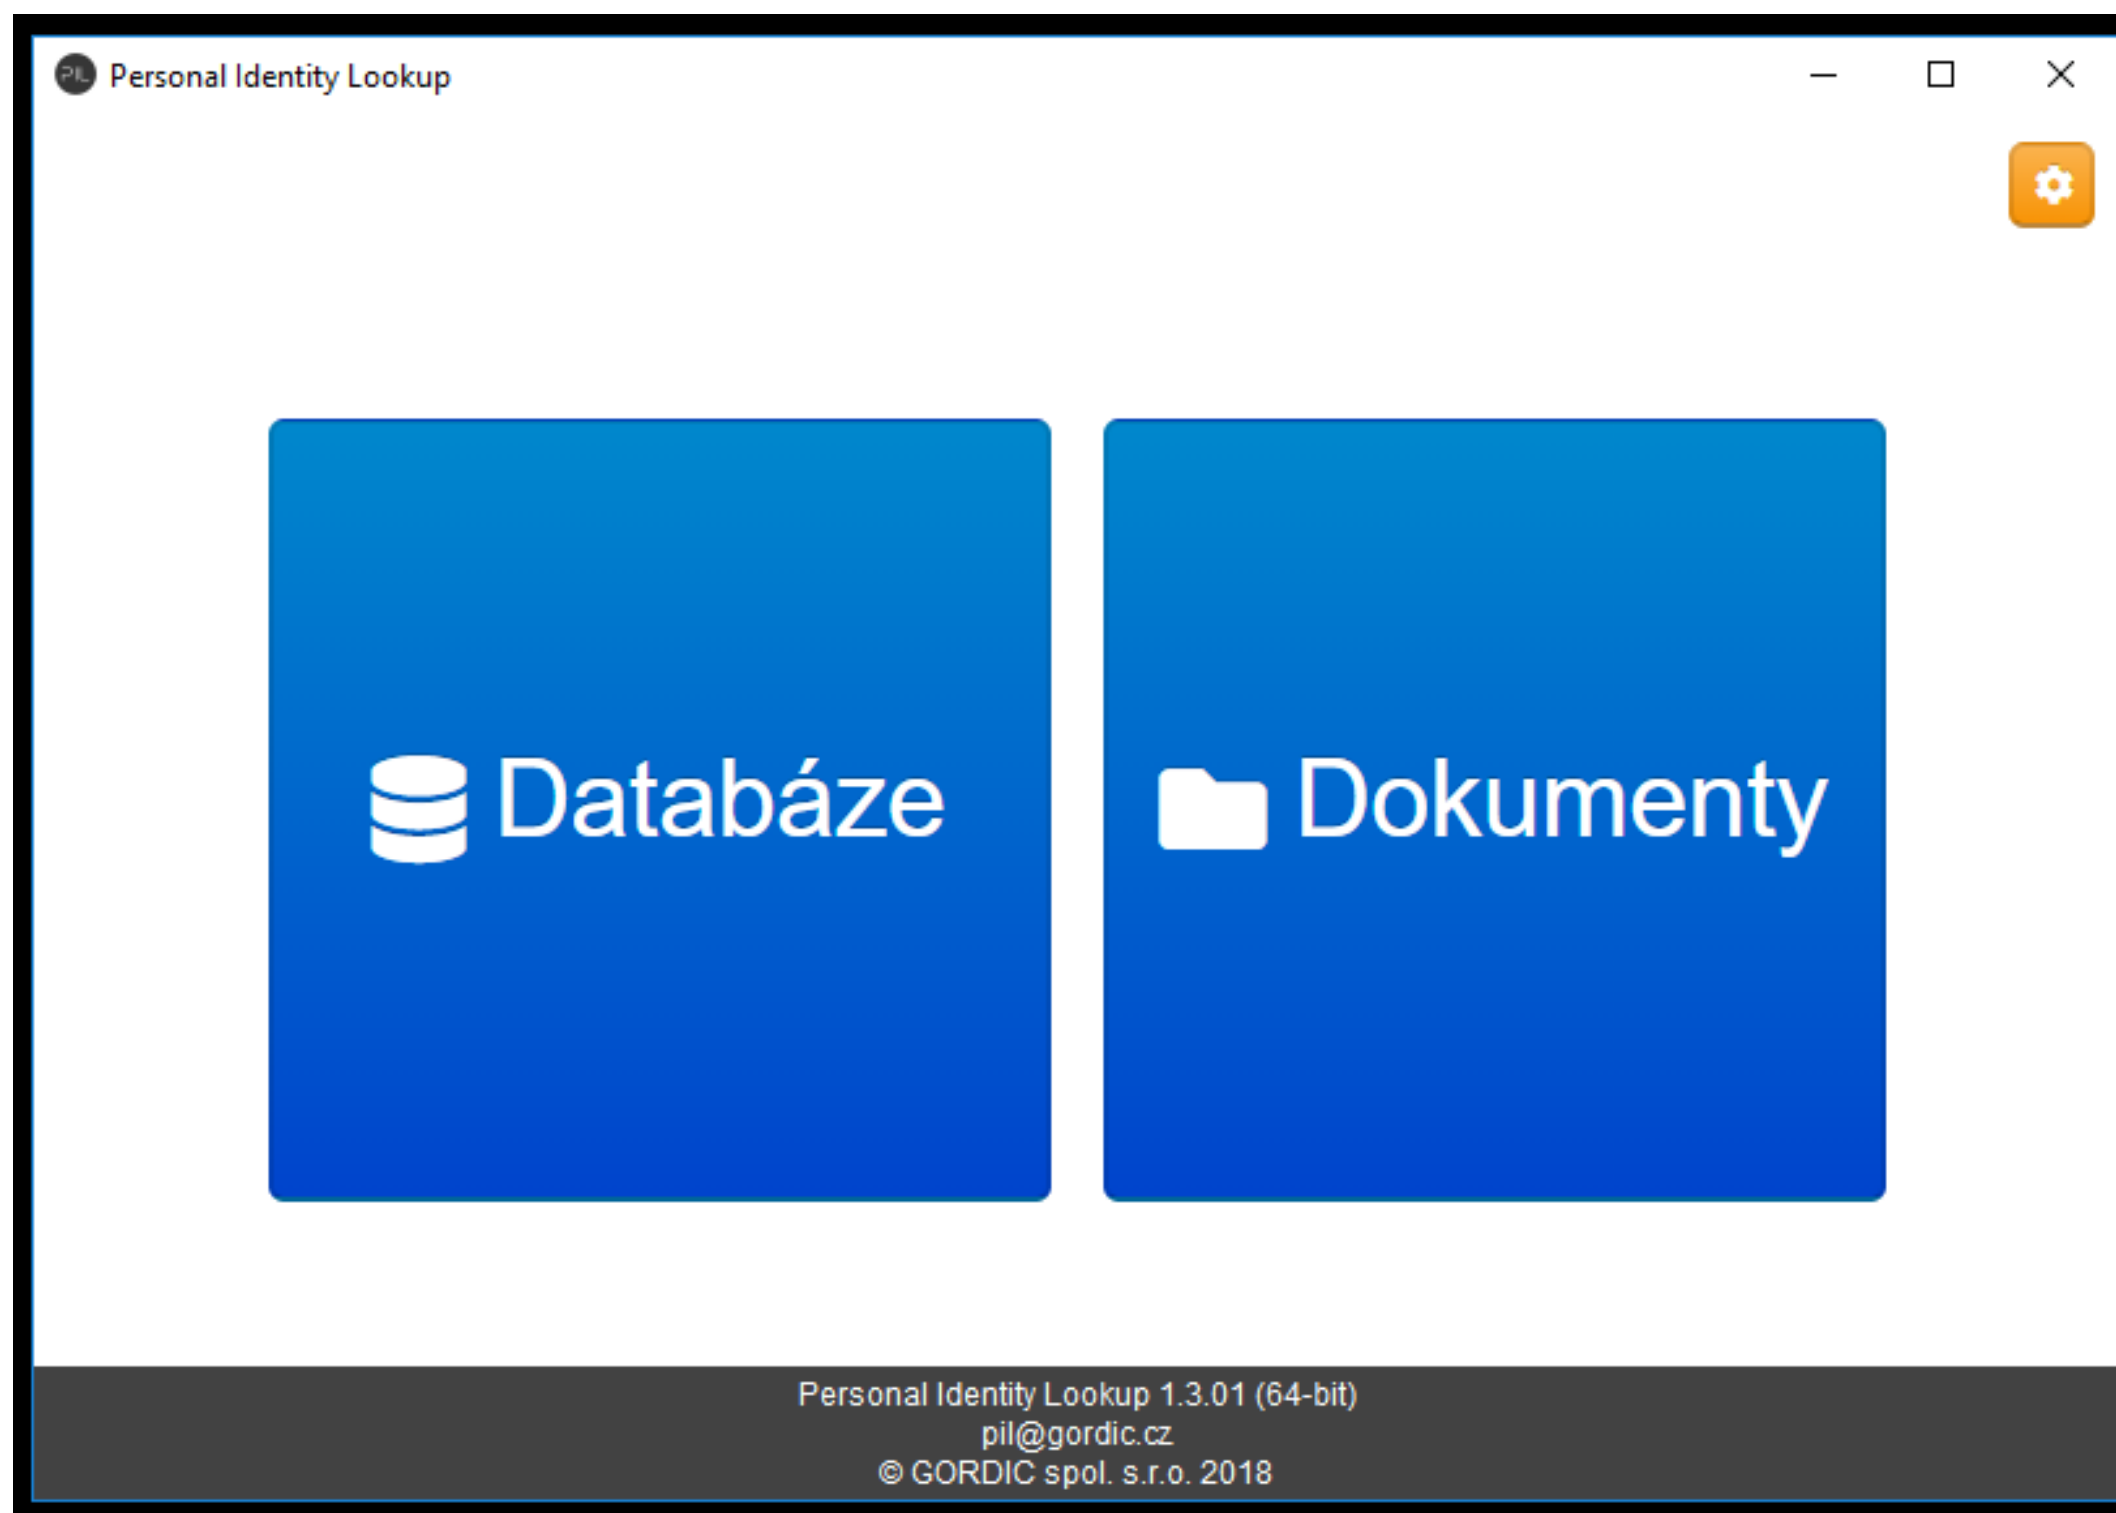 PIL Personal Identity Lookup
Databáze
Dokumenty
Personal Identity Lookup 1.3.01 (64-bit)
pil@gordic.cz
© GORDIC spol. s.r.o. 2018